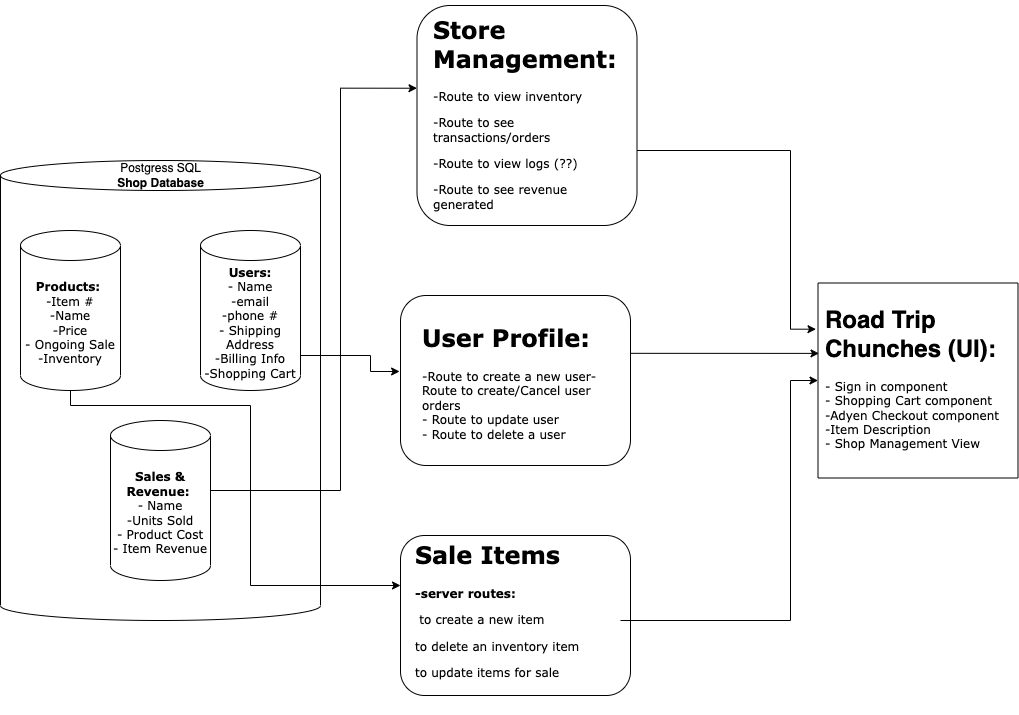 Store
Management:
-Route to view inventory
-Route to see
transactions/orders
-Route to view logs (??)
-Route to see revenue
generated
Postgress SQL
Shop Database
Products:
-Item #
-Name
-Price
- Ongoing Sale
-Inventory
Users:
- Name
-email
-phone #
- Shipping
Address
-Billing Info
-Shopping Cart
Sales &
Revenue:
- Name
-Units Sold
- Product Cost
- Item Revenue
User Profile:
-Route to create a new user-
Route to create/Cancel user
orders
- Route to update user
- Route to delete a user
Sale Items
-server routes:
to create a new item
to delete an inventory item
to update items for sale
Road Trip
Chunches (UI):
- Sign in component
- Shopping Cart component
-Adyen Checkout component
-Item Description
- Shop Management View